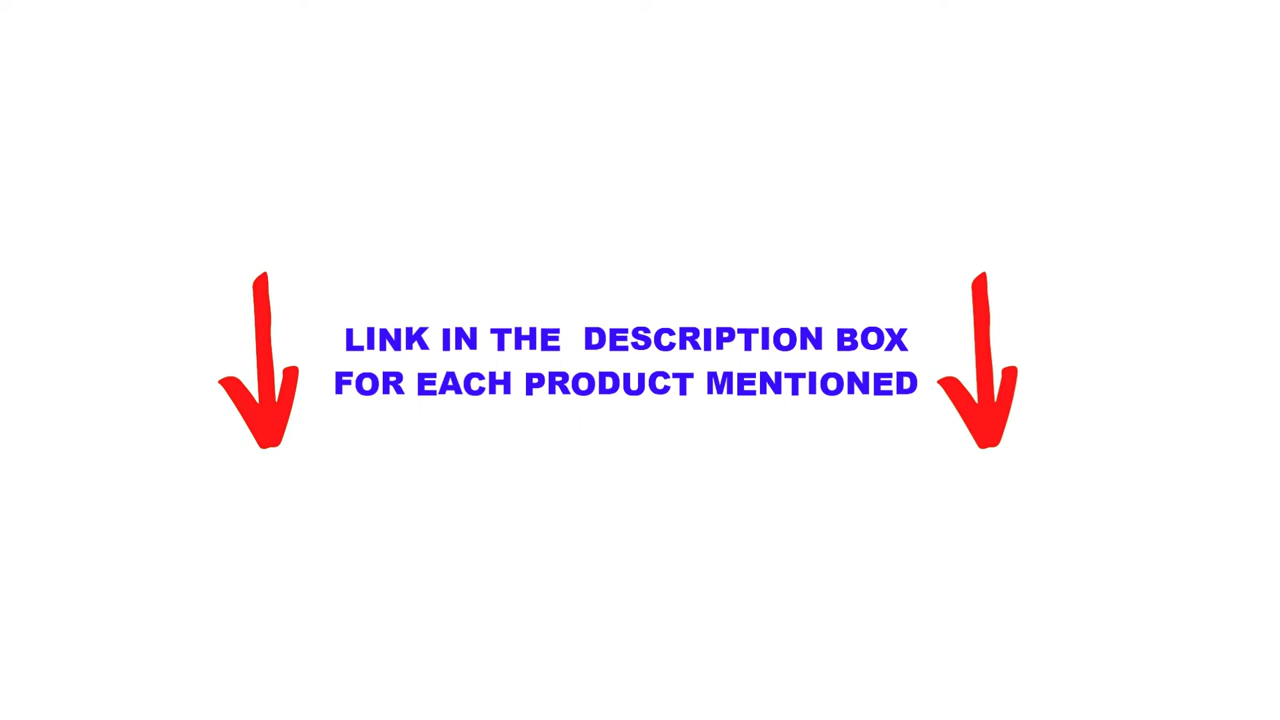 LINK IN THE DESCRIPTION BOX
FOR EACH PRODUCT MENTIONED